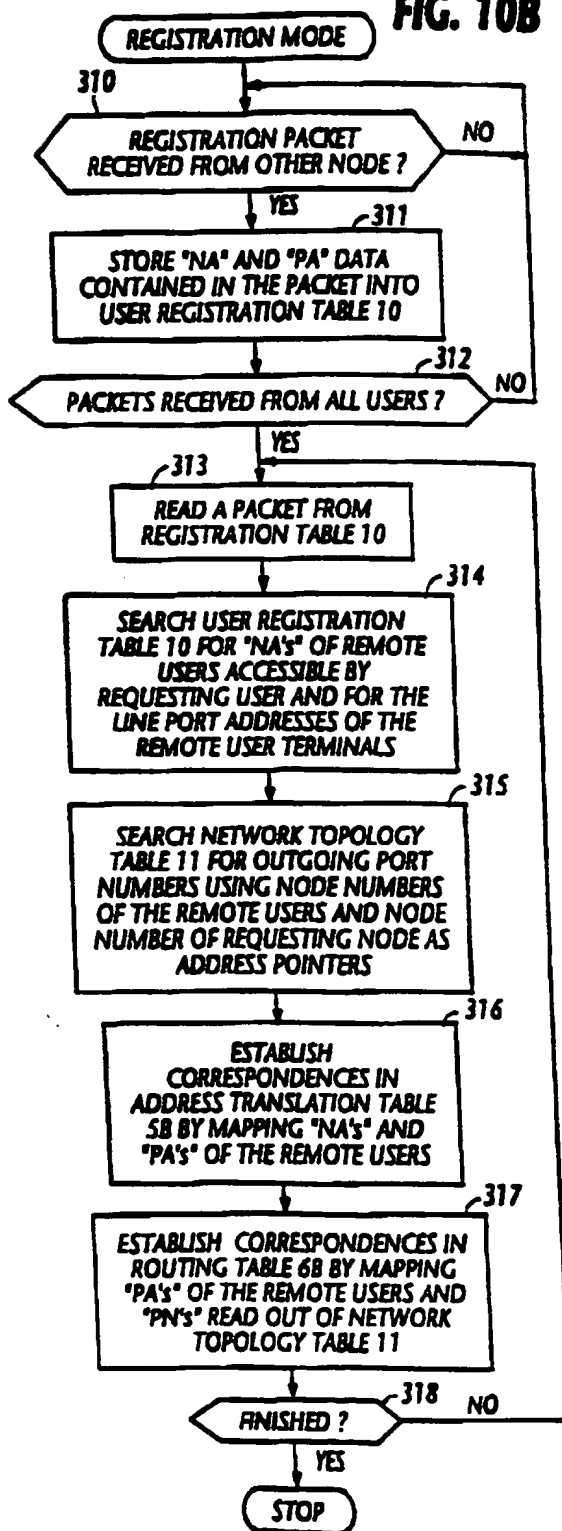 FIG. 10B
REGISTRATION MODE
310
REGISTRATION PACKET
RECEIVED FROM OTHER NODE ?
NO
YES
311
STORE "NA" AND "PA" DATA
CONTAINED IN THE PACKET INTO
USER REGISTRATION TABLE 10
312
PACKETS RECEIVED FROM ALL USERS ?
NO
YES
313
READ A PACKET FROM
REGISTRATION TABLE 10
314
SEARCH USER REGISTRATION
TABLE 10 FOR "NA's" OF REMOTE
USERS ACCESSIBLE BY
REQUESTING USER AND FOR THE
LINE PORT ADDRESSES OF THE
REMOTE USER TERMINALS
315
SEARCH NETWORK TOPOLOGY
TABLE 11 FOR OUTGOING PORT
NUMBERS USING NODE NUMBERS
OF THE REMOTE USERS AND NODE
NUMBER OF REQUESTING NODE AS
ADDRESS POINTERS
316
ESTABLISH
CORRESPONDENCES IN
ADDRESS TRANSLATION TABLE
5B BY MAPPING "NA's" AND
"PA's" OF THE REMOTE USERS
317
ESTABLISH CORRESPONDENCES IN
ROUTING TABLE 6B BY MAPPING
"PA's" OF THE REMOTE USERS AND
"PN's" READ OUT OF NETWORK
TOPOLOGY TABLE 11
318
FINISHED ?
NO
YES
STOP